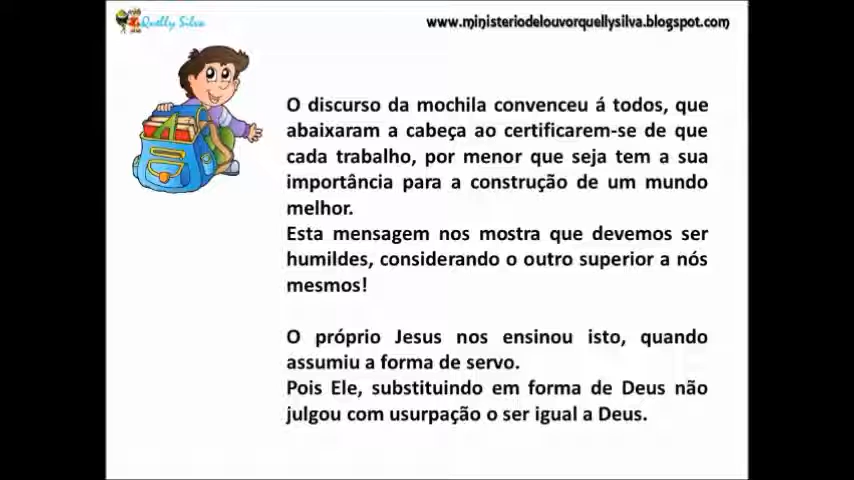 Quelly Silva
www.ministeriodelouvorquellysilva.blogspot.com
O discurso da mochila convenceu á todos, que
abaixaram a cabeça ao certificarem-se de que
cada trabalho, por menor que seja tem a sua
importância para a construção de um mundo
melhor.
Esta mensagem nos mostra que devemos ser
humildes, considerando o outro superior a nós
mesmos!
O próprio Jesus nos ensinou isto, quando
assumiu a forma de servo.
Pois Ele, substituindo em forma de Deus não
julgou com usurpação o ser igual a Deus.